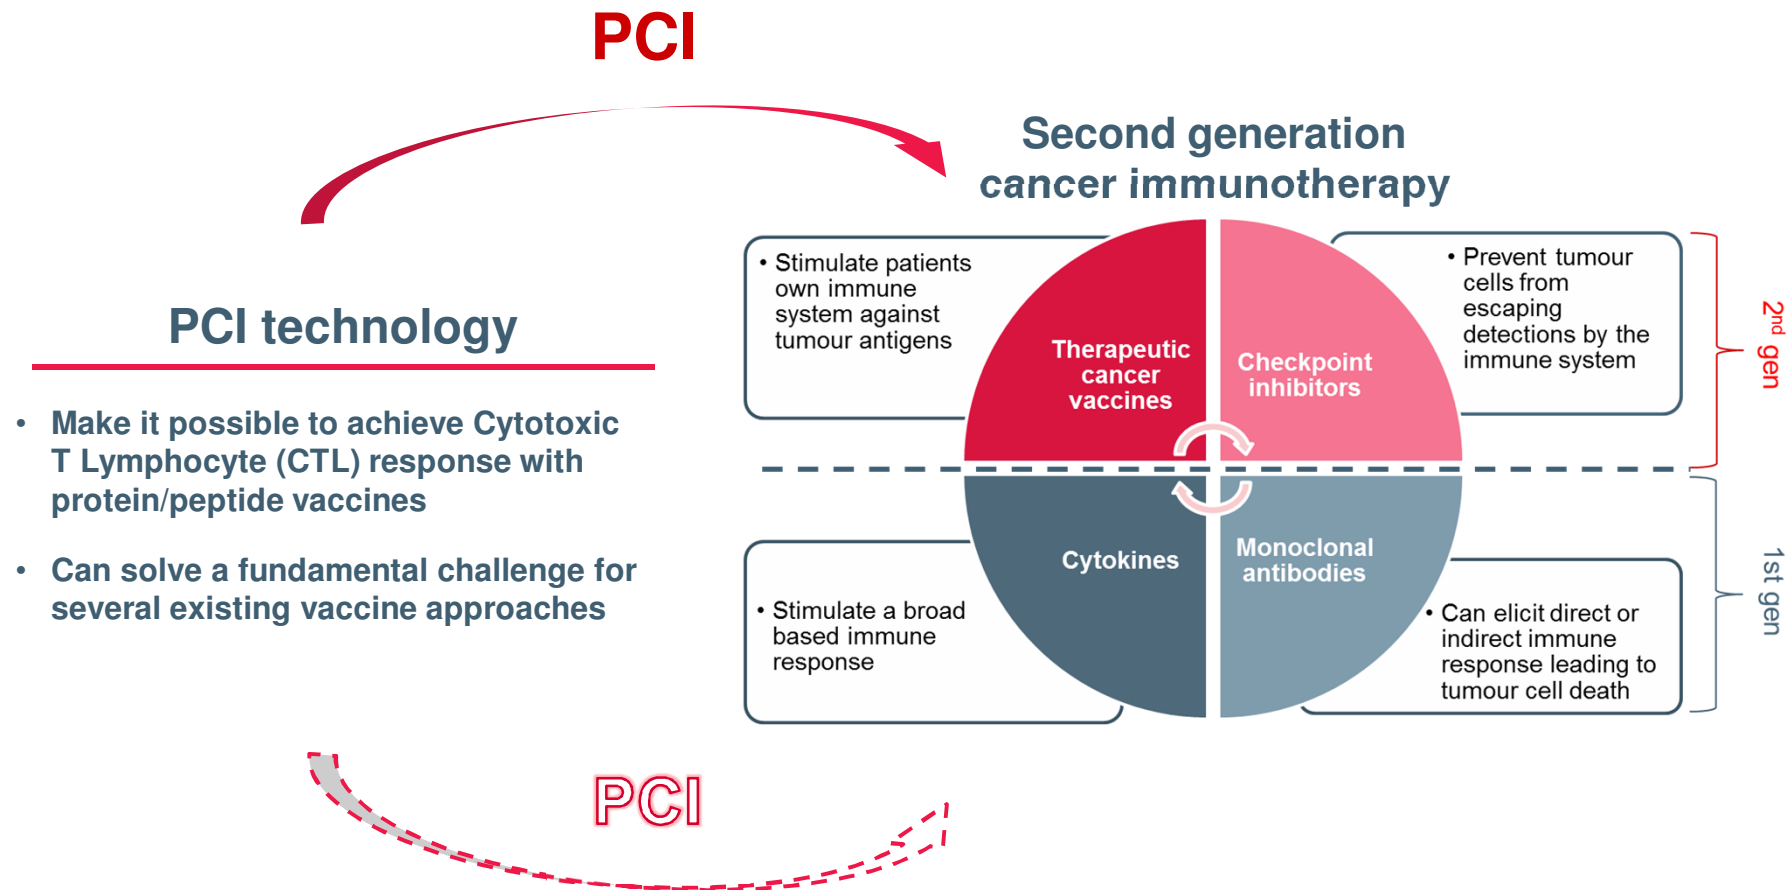 PCI
Second generation
cancer immunotherapy
PCI technology
• Make it possible to achieve Cytotoxic
T Lymphocyte (CTL) response with
protein/peptide vaccines
• Can solve a fundamental challenge for
several existing vaccine approaches
• Stimulate patients
own immune
system against
tumour antigens
Therapeutic
cancer
vaccines
Checkpoint
inhibitors
• Prevent tumour
cells from
escaping
detections by the
immune system
2nd gen
Cytokines
Monoclonal
antibodies
• Stimulate a broad
based immune
response
• Can elicit direct or
indirect immune
response leading to
tumour cell death
1st gen
PCI